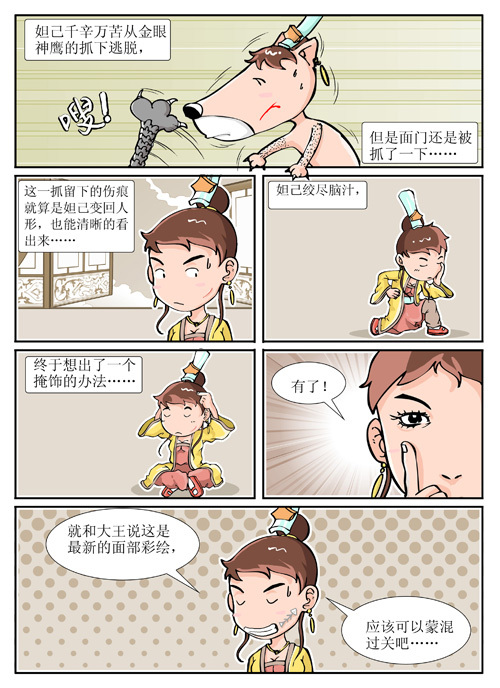 妲己千辛万苦从金眼
神鹰的抓下逃脱，
嗖！
但是面门还是被
抓了一下……
这一抓留下的伤痕
就算是妲己变回人
形，也能清晰的看
出来……
妲己绞尽脑汁，
终于想出了一个
掩饰的办法……
有了！
就和大王说这是
最新的面部彩绘，
应该可以蒙混
过关吧……